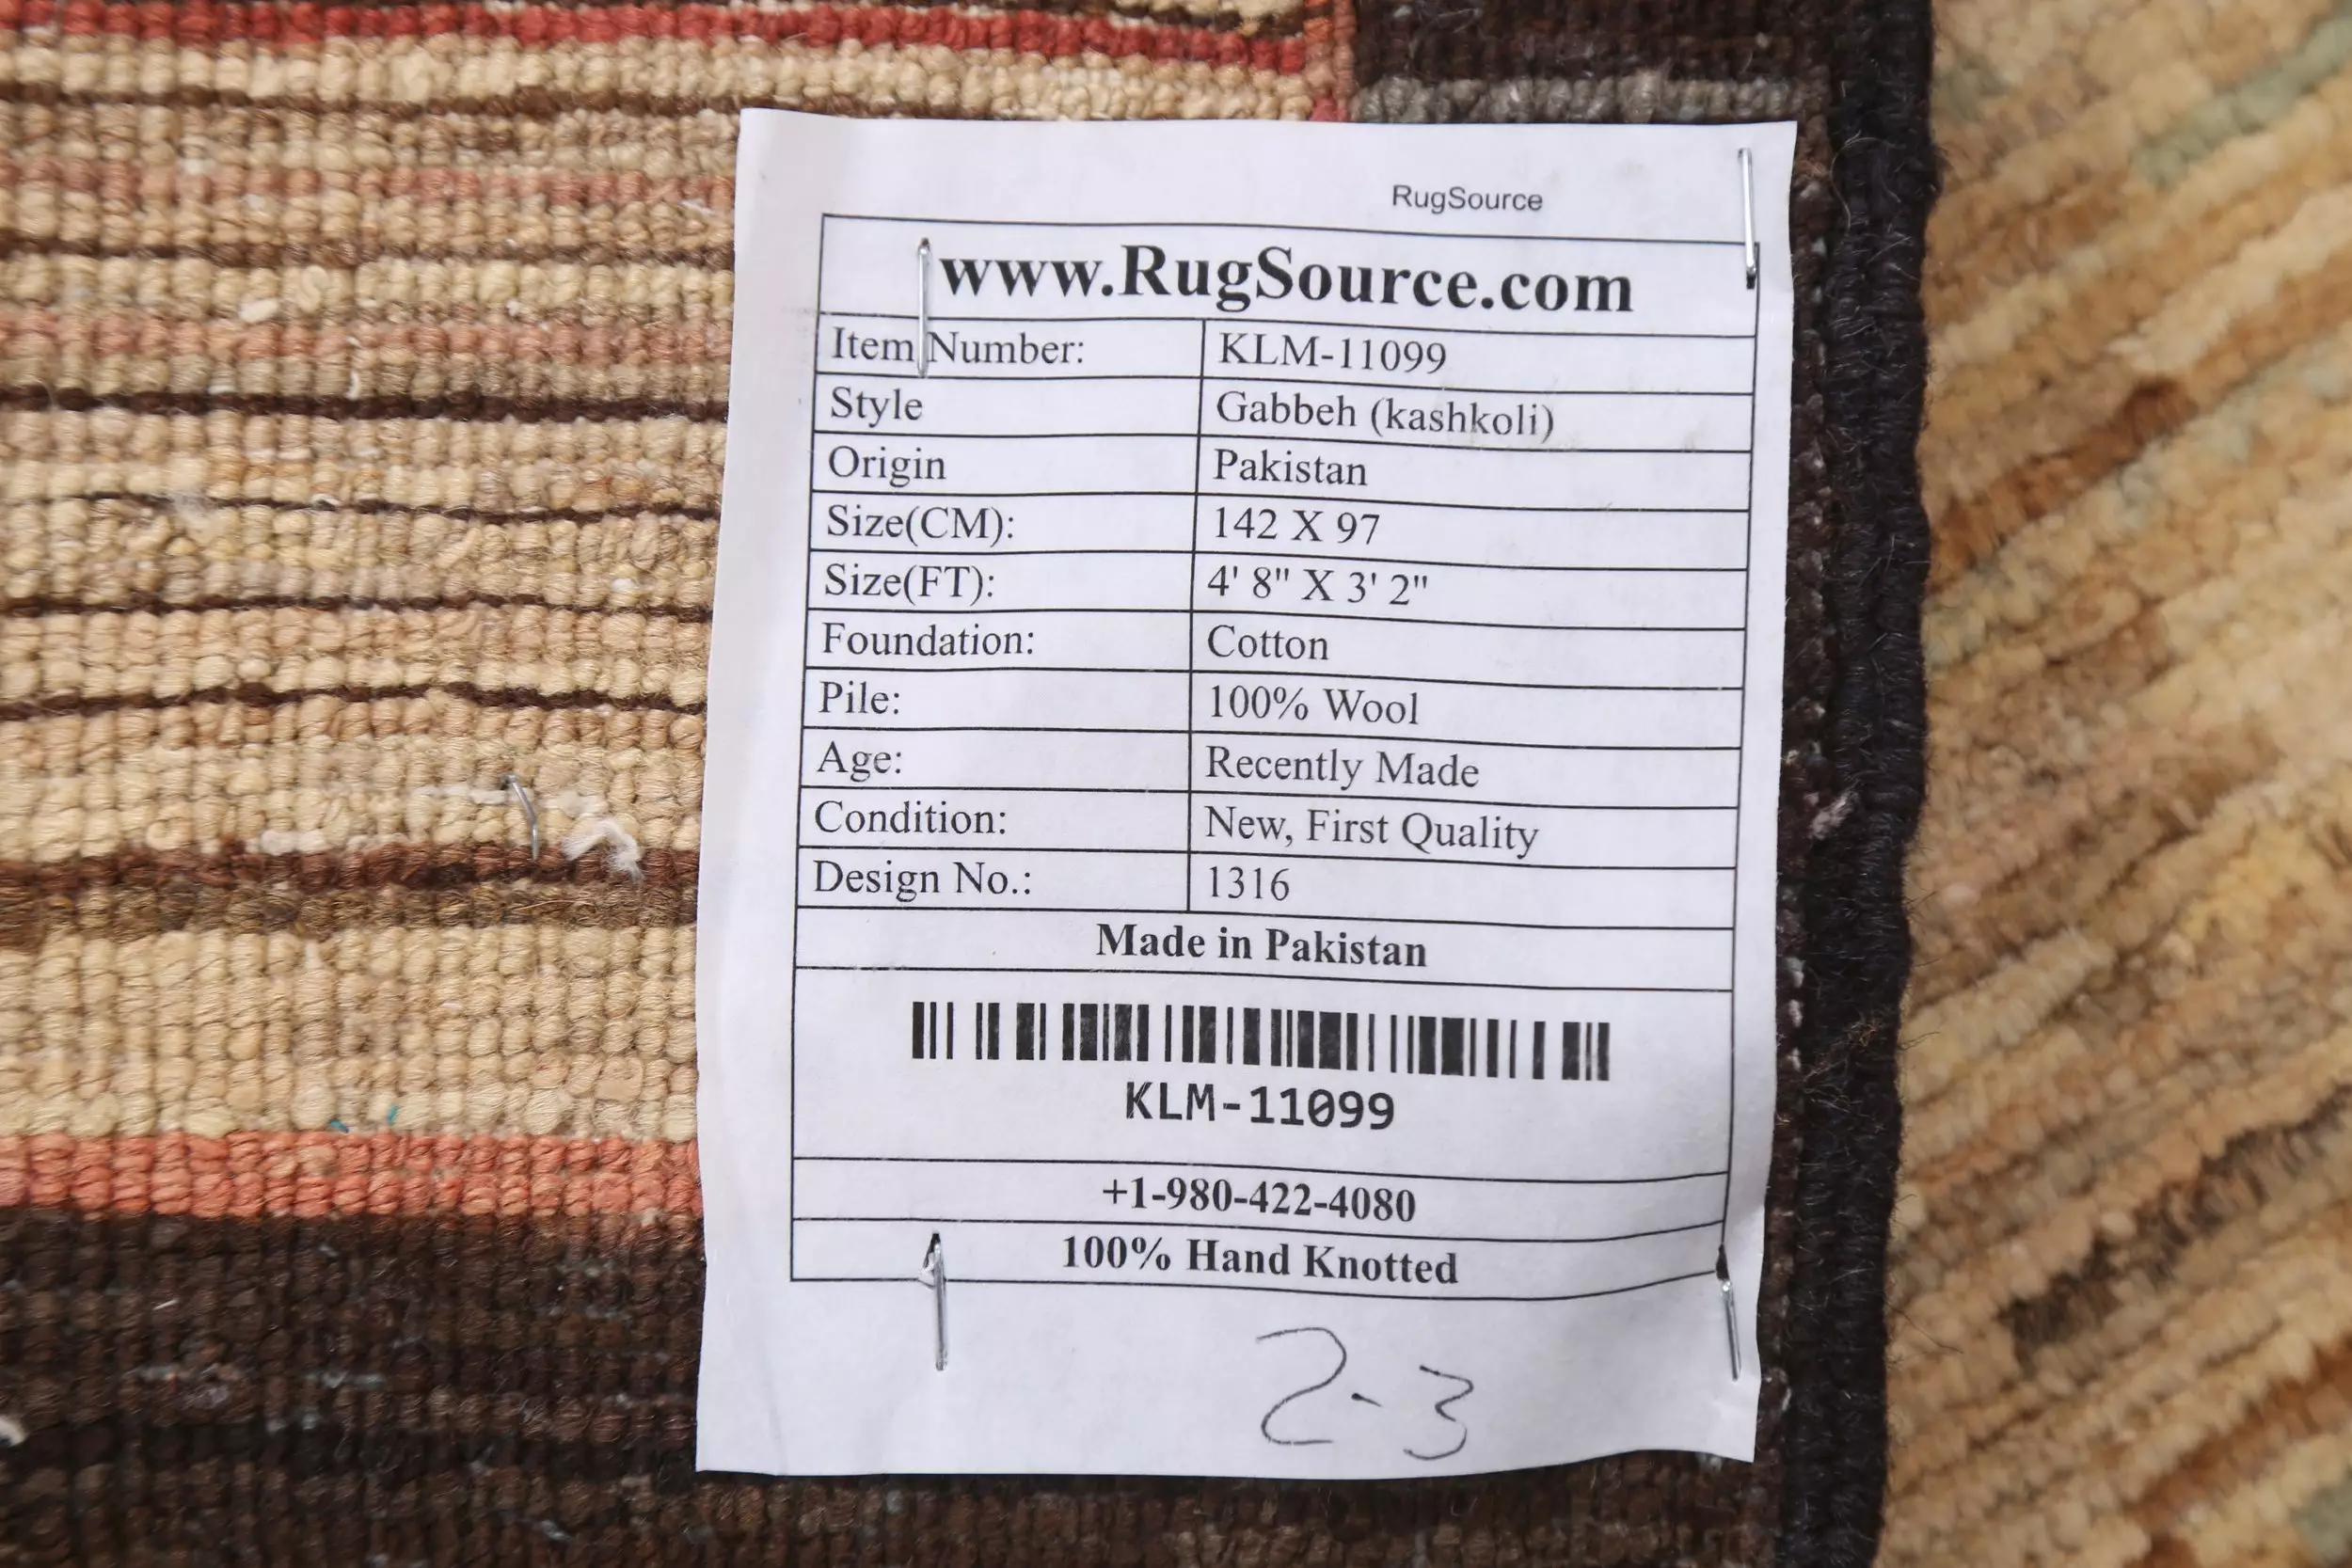 RugSource
www.RugSource.com
Item Number: KLM-11099
Style Gabbeh (kashkoli)
Origin Pakistan
Size(CM): 142 X 97
Size(FT): 4' 8" X 3' 2"
Foundation: Cotton
Pile: 100% Wool
Age: Recently Made
Condition: New, First Quality
Design No.: 1316
Made in Pakistan
KLM-11099
+1-980-422-4080
100% Hand Knotted
2-3